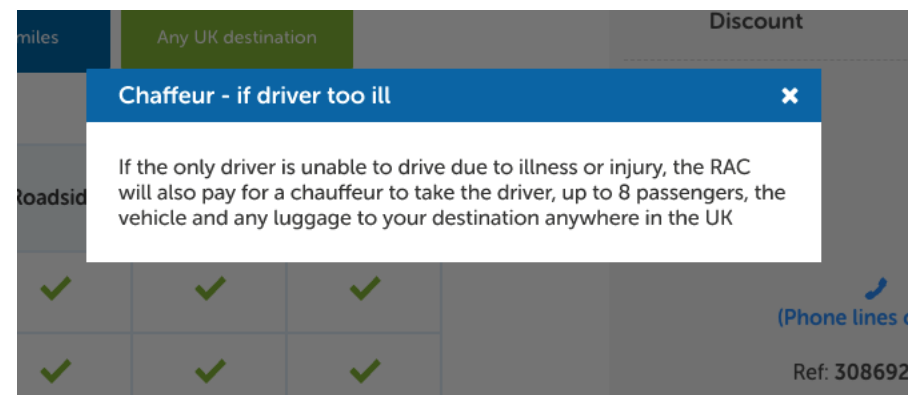 miles
Any UK destination
Discount
Chaffeur - if driver too ill
If the only driver is unable to drive due to illness or injury, the RAC
will also pay for a chauffeur to take the driver, up to 8 passengers, the
vehicle and any luggage to your destination anywhere in the UK
Roadsid
(Phone lines
Ref: 308692